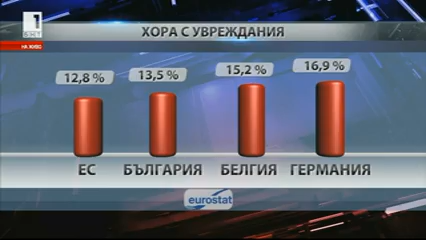 1
БНТ
НА ЖИВО
ХОРА С УВРЕЖДАНИЯ
12,8 %
13,5 %
15,2 %
16,9 %
ЕС
БЪЛГАРИЯ
БЕЛГИЯ
ГЕРМАНИЯ
eurostat